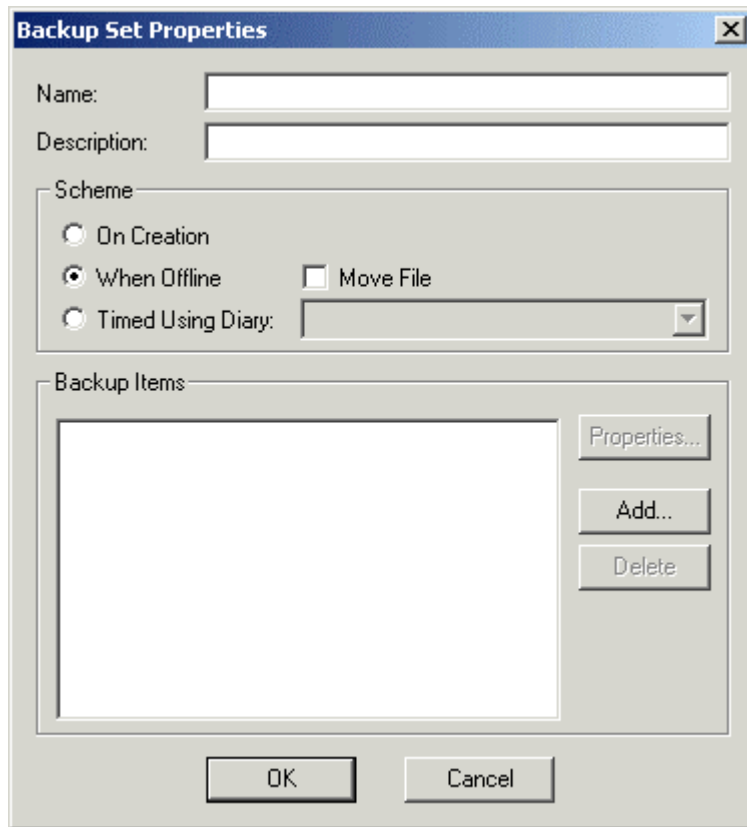 Backup Set Properties
Name:
Description:
Scheme
On Creation
When Offline Move File
Timed Using Diary:
Backup Items
Properties...
Add...
Delete
OK Cancel